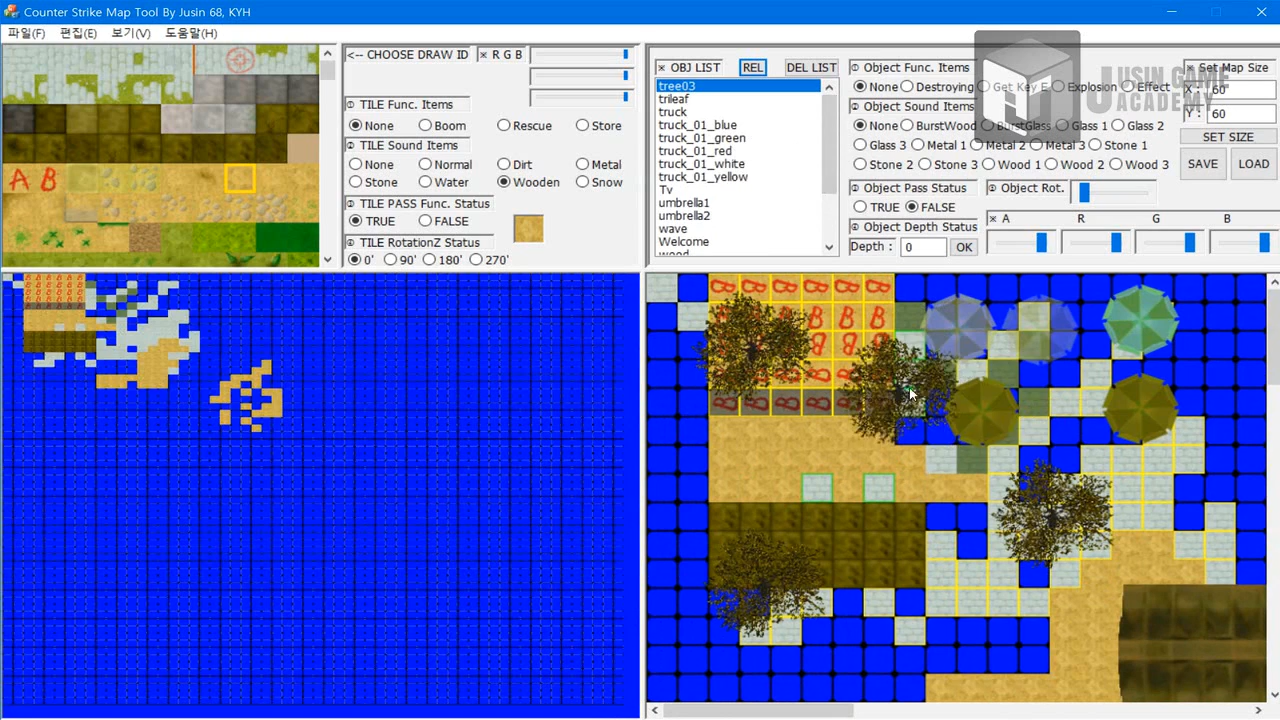 Counter Strike Map Tool By Jusin 68, KYH
파일(F) 편집(E) 보기(V) 도움말(H)
<-- CHOOSE DRAW ID
R G B
TILE Func. Items
None Boom Rescue Store
TILE Sound Items
None Normal Dirt Metal
Stone Water Wooden Snow
TILE PASS Func. Status
TRUE FALSE
TILE RotationZ Status
0' 90' 180' 270'
A B
OBJ LIST REL DEL LIST
tree03
trileaf
truck
truck_01_blue
truck_01_green
truck_01_red
truck_01_white
truck_01_yellow
Tv
umbrella1
umbrella2
wave
Welcome
wood
Object Func. Items
None Destroying Get Key E Explosion Effect
Object Sound Items
None BurstWood BurstGlass Glass 1 Glass 2
Glass 3 Metal 1 Metal 2 Metal 3 Stone 1
Stone 2 Stone 3 Wood 1 Wood 2 Wood 3
Object Pass Status
TRUE FALSE
Object Depth Status
Depth : 0 OK
Object Rot.
A R G B
Set Map Size
X : 60
Y : 60
SET SIZE
SAVE LOAD
JUSIN GAME
ACADEMY
B B B B B B
B B
B B
B
B B B B